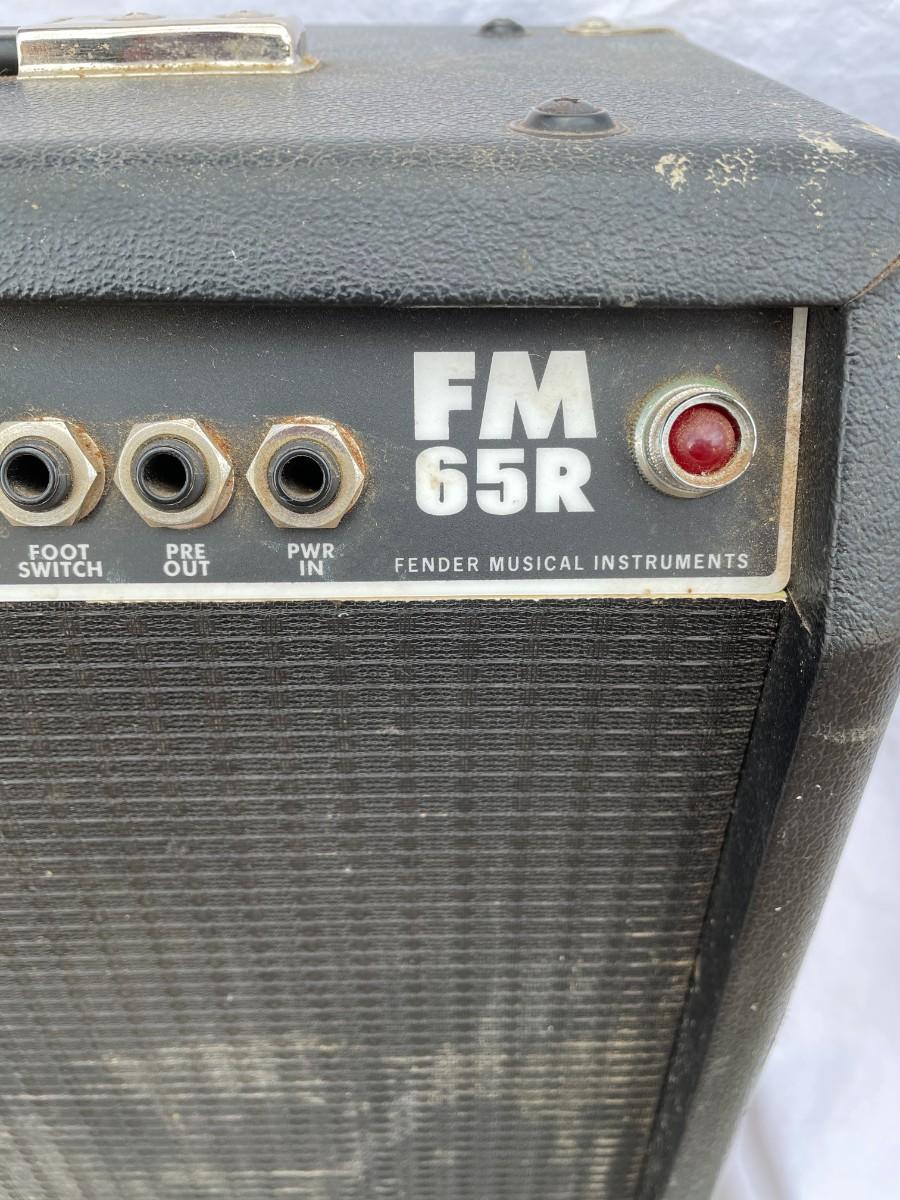 FM
65R
FOOT
SWITCH
PRE
OUT
PWR
IN
FENDER MUSICAL INSTRUMENTS